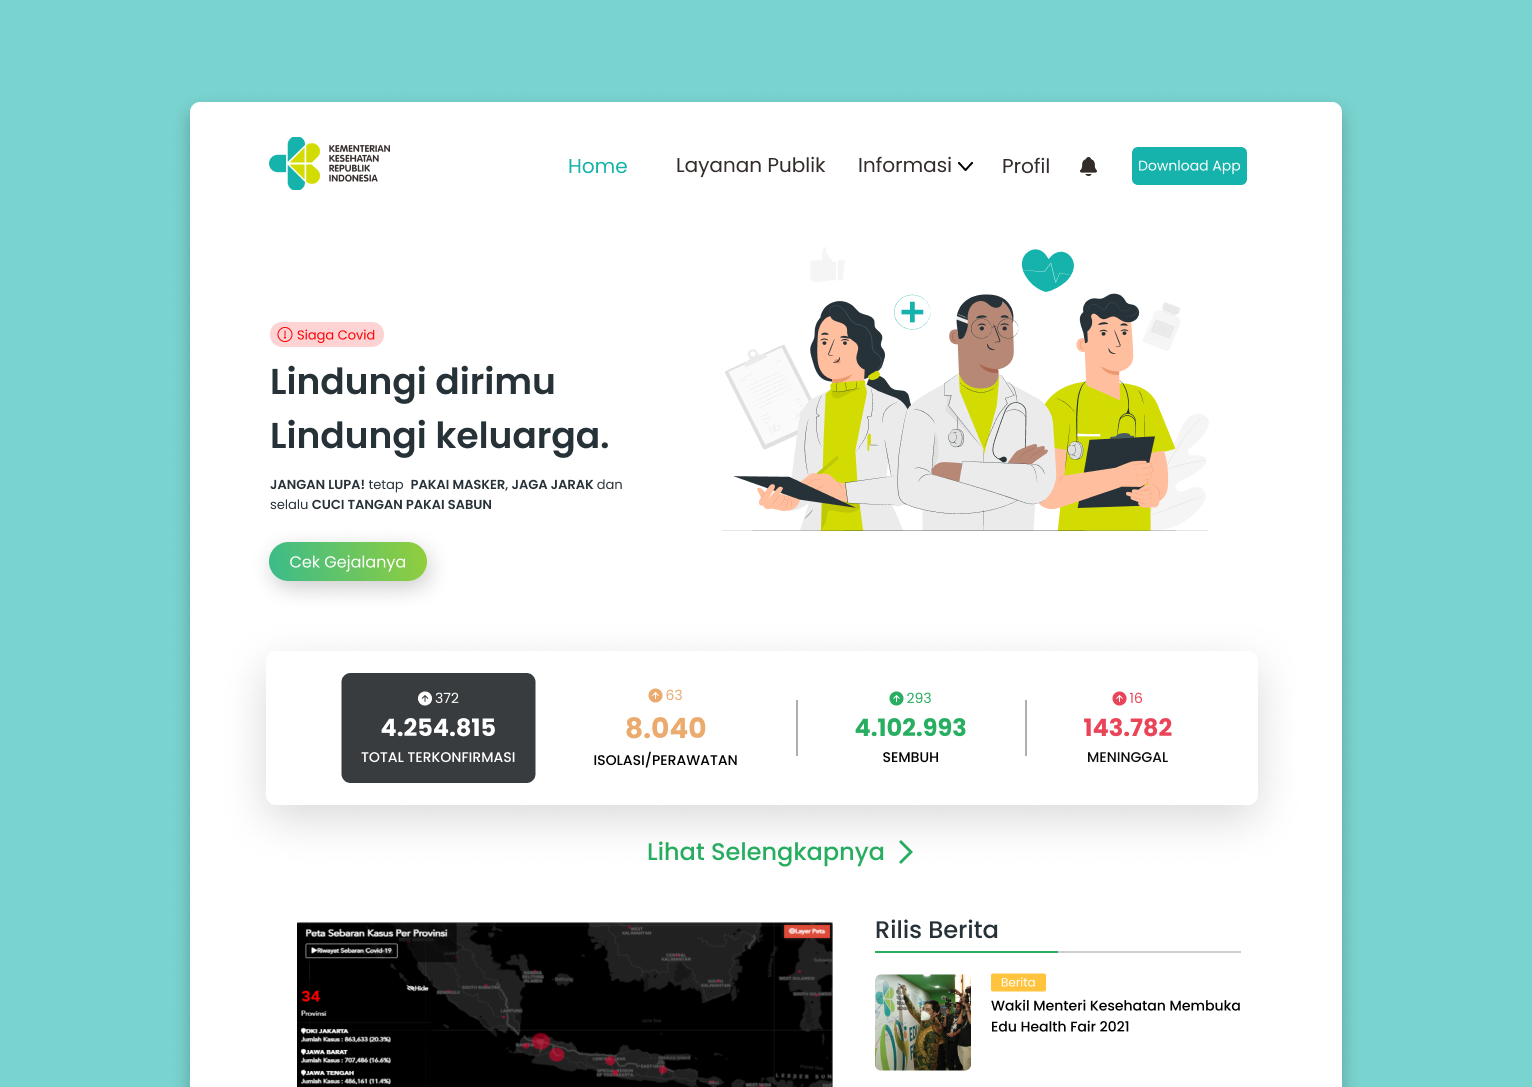 KEMENTERIAN
KESEHATAN
REPUBLIK
INDONESIA
Home
Layanan Publik
Informasi
Profil
Download App
Siaga Covid
Lindungi dirimu
Lindungi keluarga.
JANGAN LUPA! tetap PAKAI MASKER, JAGA JARAK dan
selalu CUCI TANGAN PAKAI SABUN
Cek Gejalanya
372
4.254.815
TOTAL TERKONFIRMASI
63
8.040
ISOLASI/PERAWATAN
293
4.102.993
SEMBUH
16
143.782
MENINGGAL
Lihat Selengkapnya
Peta Sebaran Kasus Per Provinsi
Layer Peta
Riwayat Sebaran Covid-19
Hide
34
Provinsi
DKI JAKARTA
Jumlah Kasus : 863,633 (20.3%)
JAWA BARAT
Jumlah Kasus : 707,486 (16.6%)
JAWA TENGAH
Jumlah Kasus : 486,161 (11.4%)
Rilis Berita
Berita
Wakil Menteri Kesehatan Membuka
Edu Health Fair 2021